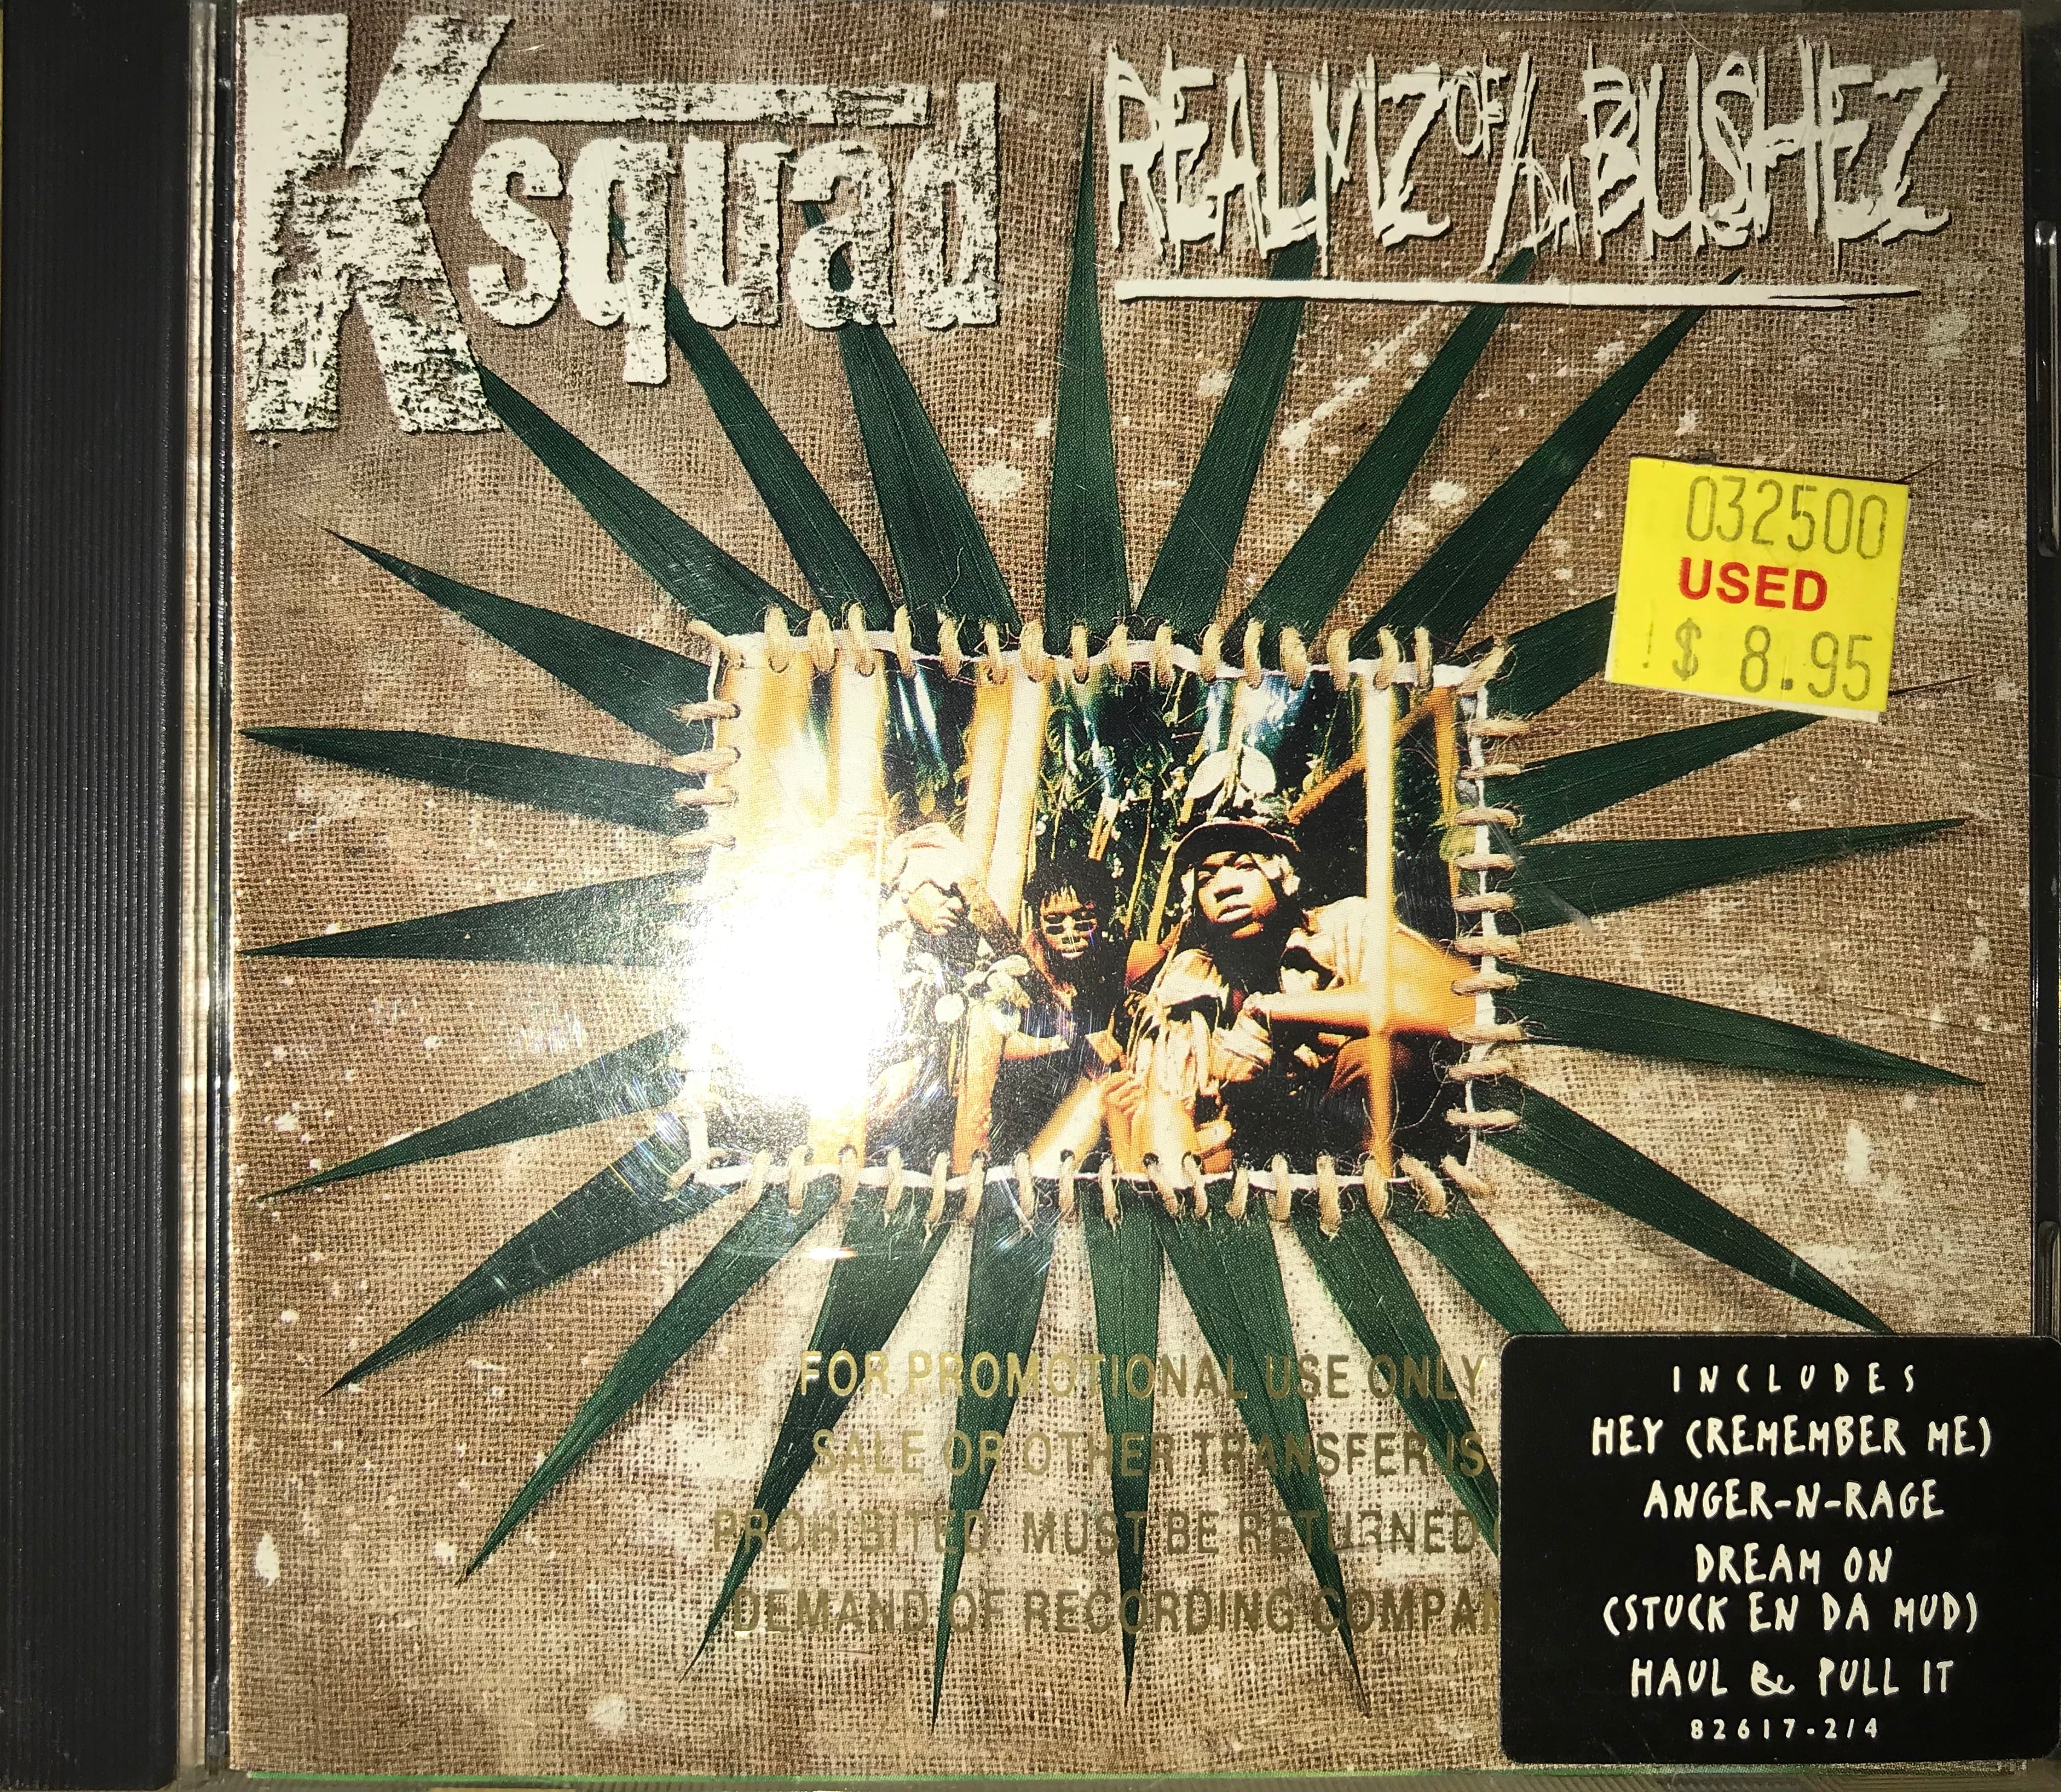 Ksquad
REALMZ OF DA BUSHEZ
032500
USED
$ 8.95
FOR PROMOTIONAL USE ONLY
SALE OR OTHER TRANSFER IS
PROHIBITED. MUST BE RETURNED
DEMAND OF RECORDING
INCLUDES
HEY (REMEMBER ME)
ANGER-N-RAGE
DREAM ON
(STUCK EN DA MUD)
HAUL & PULL IT
82617-2/4